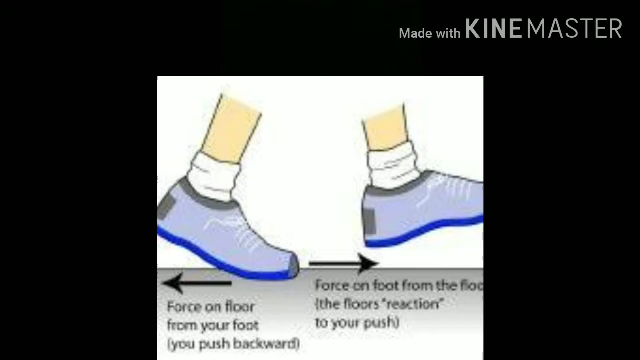 Made with KINEMASTER
Force on floor
from your foot
(you push backward)
Force on foot from the floo
(the floors "reaction"
to your push)